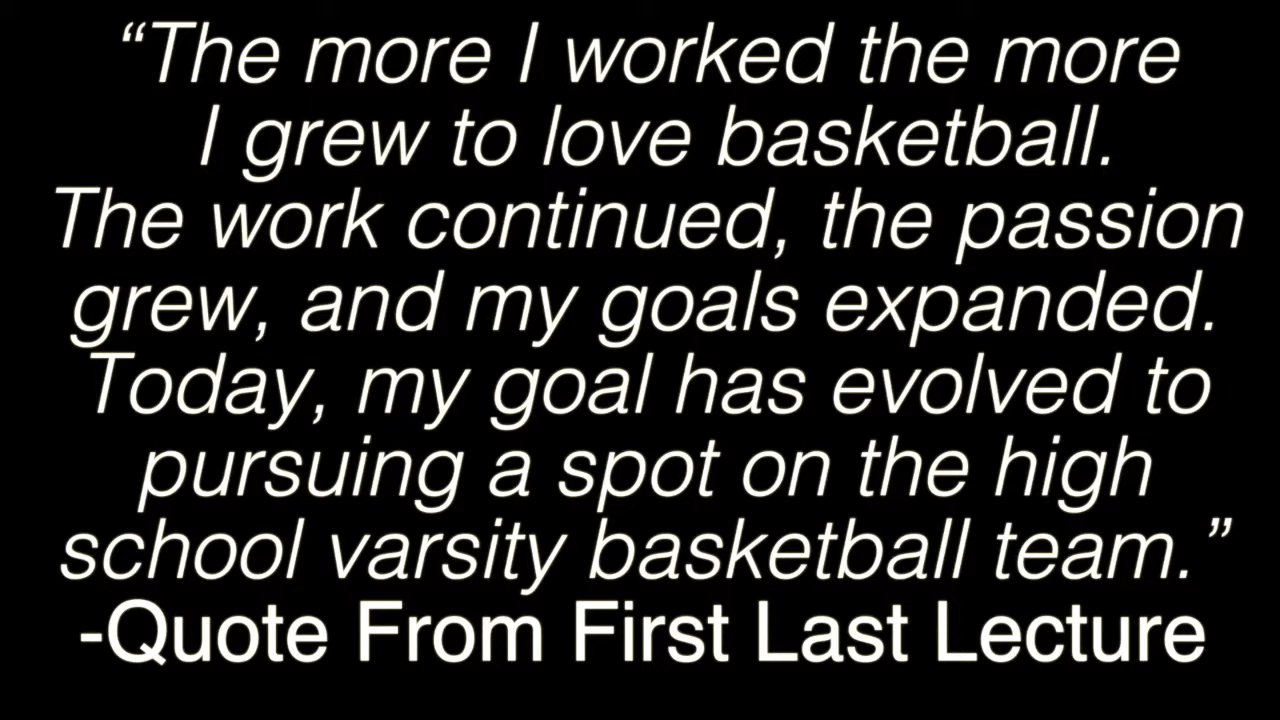 “The more I worked the more
I grew to love basketball.
The work continued, the passion
grew, and my goals expanded.
Today, my goal has evolved to
pursuing a spot on the high
school varsity basketball team.”
-Quote From First Last Lecture